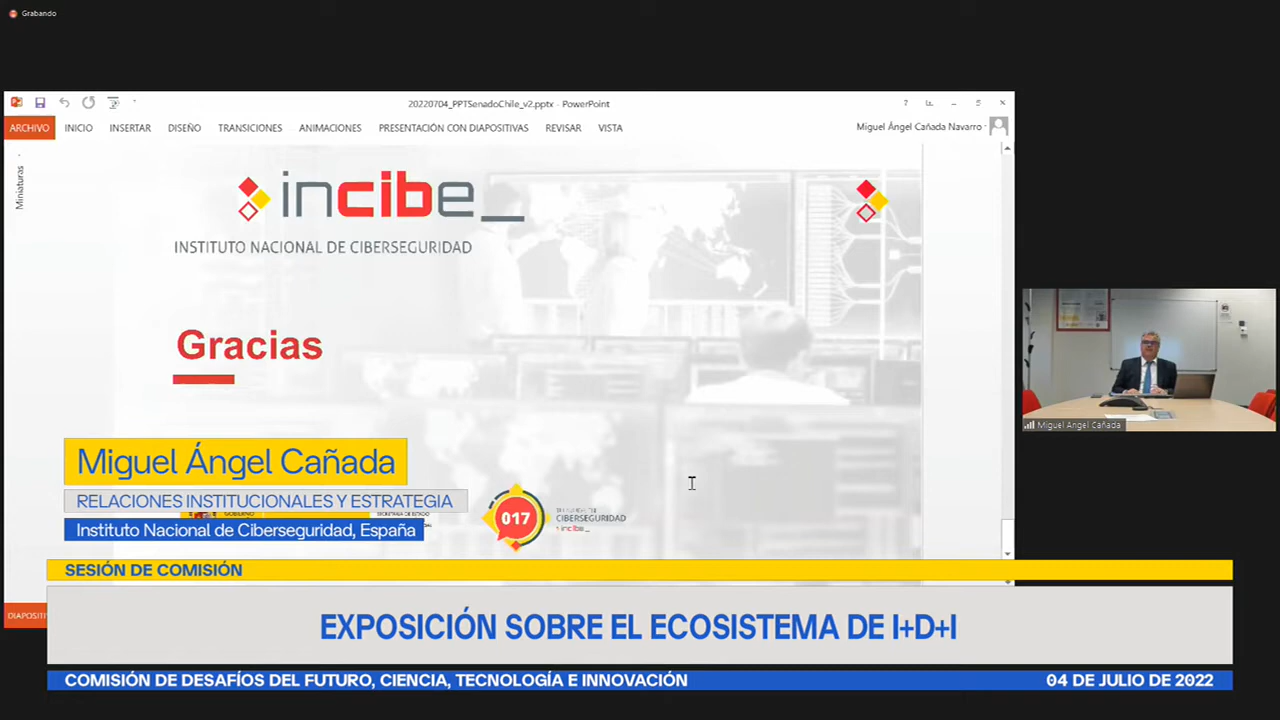 Grabando
20220704_PPTSenadoChile_v2.pptx - PowerPoint
ARCHIVO INICIO INSERTAR DISEÑO TRANSICIONES ANIMACIONES PRESENTACIÓN CON DIAPOSITIVAS REVISAR VISTA
Miguel Ángel Cañada Navarro
Miniaturas
incibe_
INSTITUTO NACIONAL DE CIBERSEGURIDAD
Gracias
Miguel Angel Cañada
Miguel Ángel Cañada
RELACIONES INSTITUCIONALES Y ESTRATEGIA
Instituto Nacional de Ciberseguridad, España
017
CIBERSEGURIDAD
incibe_
SESIÓN DE COMISIÓN
EXPOSICIÓN SOBRE EL ECOSISTEMA DE I+D+I
COMISIÓN DE DESAFÍOS DEL FUTURO, CIENCIA, TECNOLOGÍA E INNOVACIÓN
04 DE JULIO DE 2022